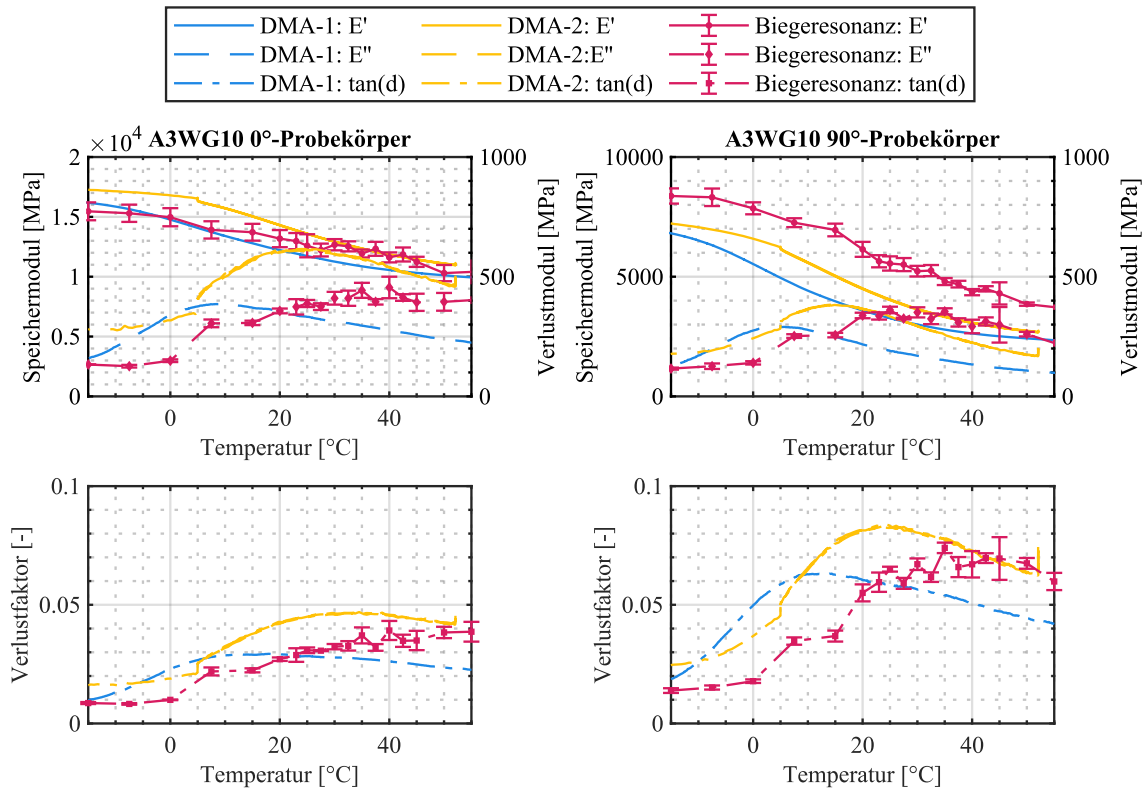 DMA-1: E' DMA-2: E' Biegeresonanz: E'
DMA-1: E" DMA-2:E" Biegeresonanz: E"
DMA-1: tan(d) DMA-2: tan(d) Biegeresonanz: tan(d)
×10⁴ A3WG10 0°-Probekörper
2
1.5
1
0.5
0
Speichermodul [MPa]
1000
500
0
Verlustmodul [MPa]
0 20 40
Temperatur [°C]
A3WG10 90°-Probekörper
10000
5000
0
Speichermodul [MPa]
1000
500
0
Verlustmodul [MPa]
0 20 40
Temperatur [°C]
0.1
0.05
0
Verlustfaktor [-]
0 20 40
Temperatur [°C]
0.1
0.05
0
Verlustfaktor [-]
0 20 40
Temperatur [°C]